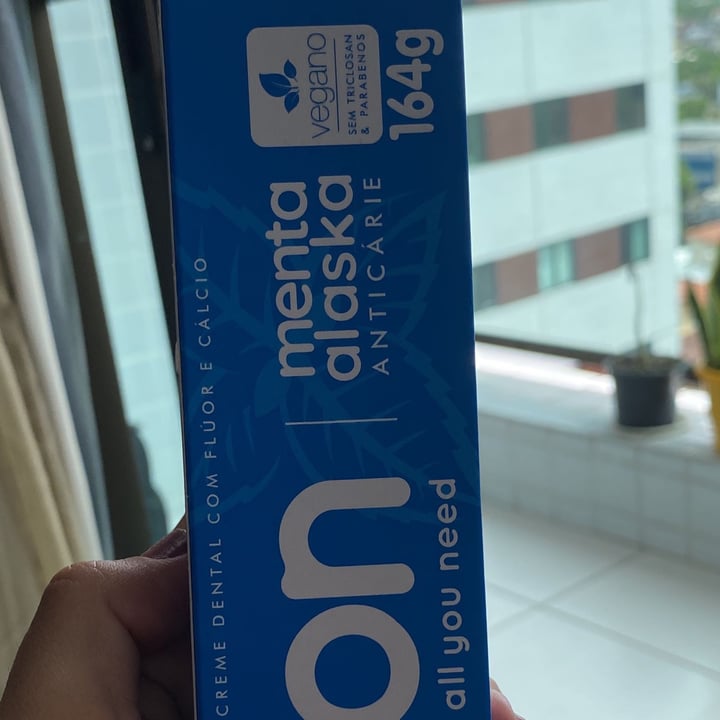 CREME DENTAL COM FLÚOR E CÁLCIO
on
all you need
menta
alaska
ANTICÁRIE
vegano
SEM TRICLOSAN
& PARABENOS
164g